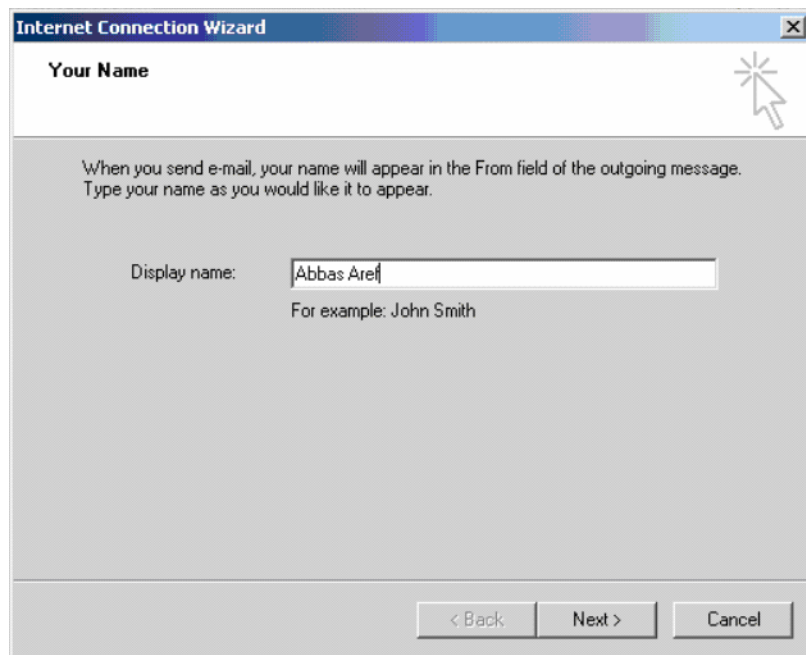 Internet Connection Wizard
Your Name
When you send e-mail, your name will appear in the From field of the outgoing message.
Type your name as you would like it to appear.
Display name: Abbas Aref
For example: John Smith
< Back Next > Cancel